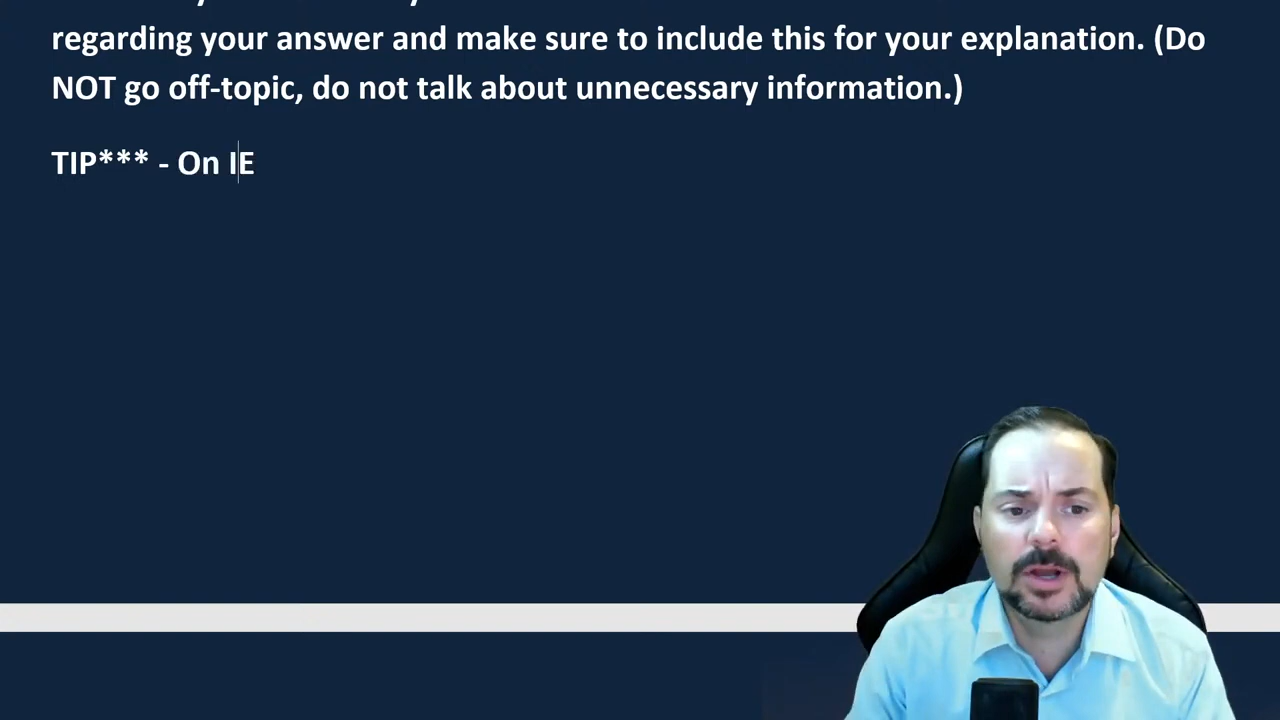 regarding your answer and make sure to include this for your explanation. (Do
NOT go off-topic, do not talk about unnecessary information.)
TIP*** - On IE